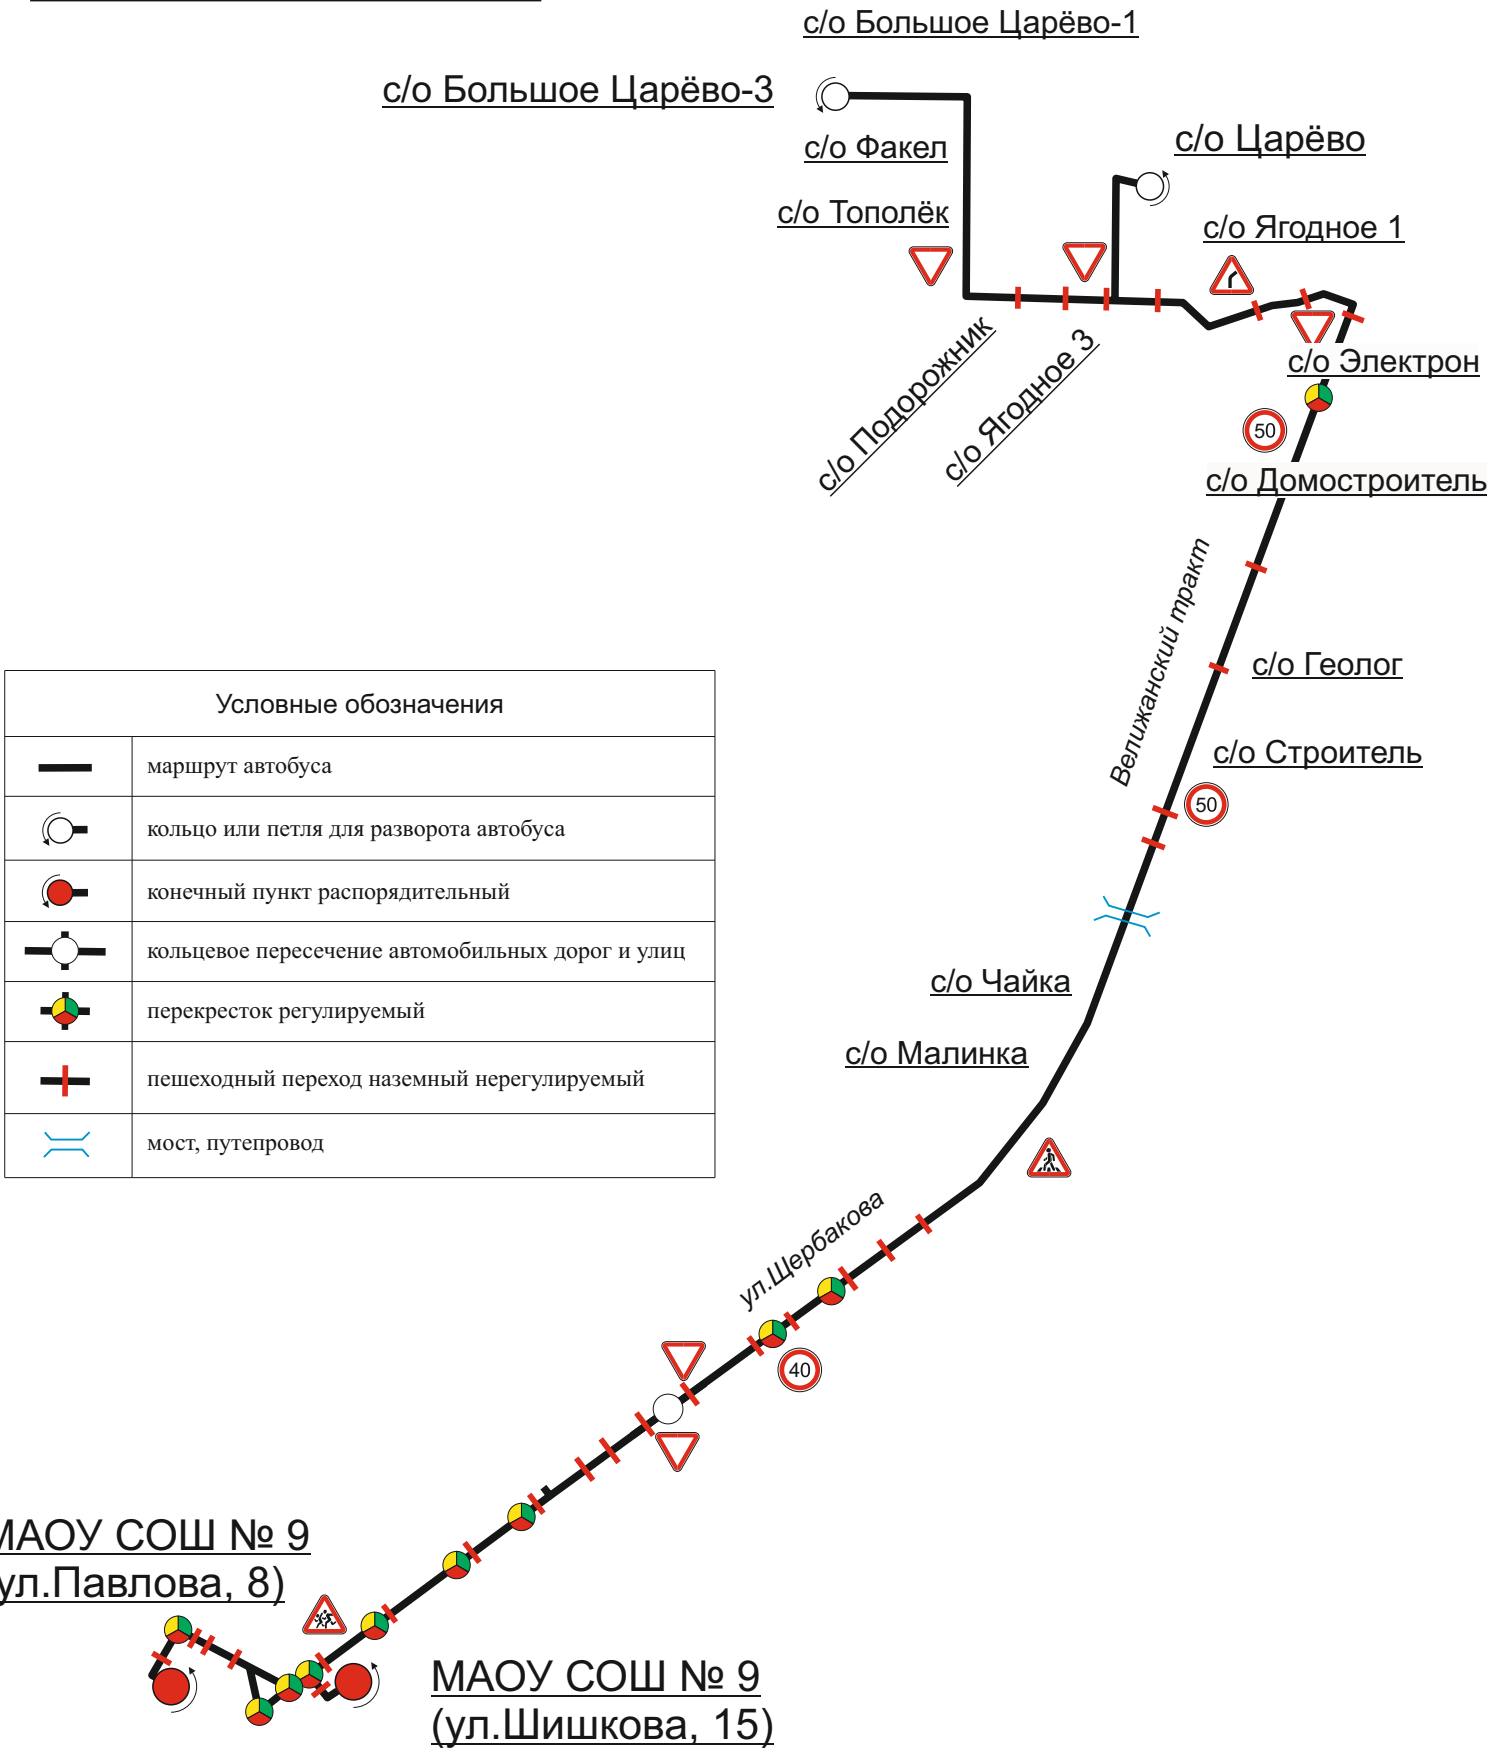 с/о Большое Царёво-1
с/о Большое Царёво-3
с/о Факел
с/о Царёво
с/о Тополёк
с/о Ягодное 1
с/о Подорожник
с/о Ягодное 3
с/о Электрон
50
с/о Домостроитель
Велижанский тракт
с/о Геолог
с/о Строитель
50
Условные обозначения
маршрут автобуса
кольцо или петля для разворота автобуса
конечный пункт распорядительный
кольцевое пересечение автомобильных дорог и улиц
перекресток регулируемый
пешеходный переход наземный нерегулируемый
мост, путепровод
с/о Чайка
с/о Малинка
ул.Щербакова
40
МАОУ СОШ № 9
ул.Павлова, 8)
МАОУ СОШ № 9
(ул.Шишкова, 15)